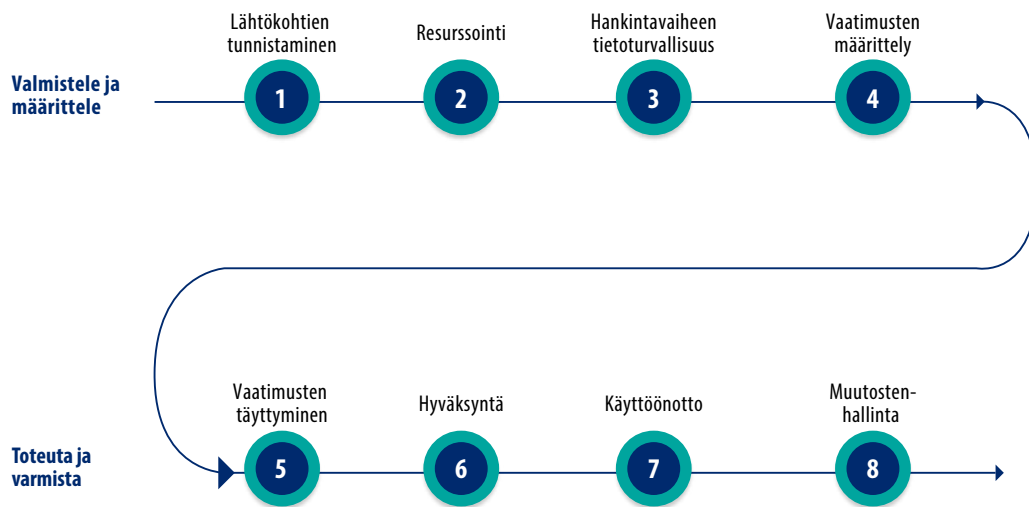 Lähtökohtien
tunnistaminen
Resurssointi
Hankintavaiheen
tietoturvallisuus
Vaatimusten
määrittely
Valmistele ja
määrittele
1
2
3
4
Vaatimusten
täyttyminen
Hyväksyntä
Käyttöönotto
Muutosten-
hallinta
Toteuta ja
varmista
5
6
7
8